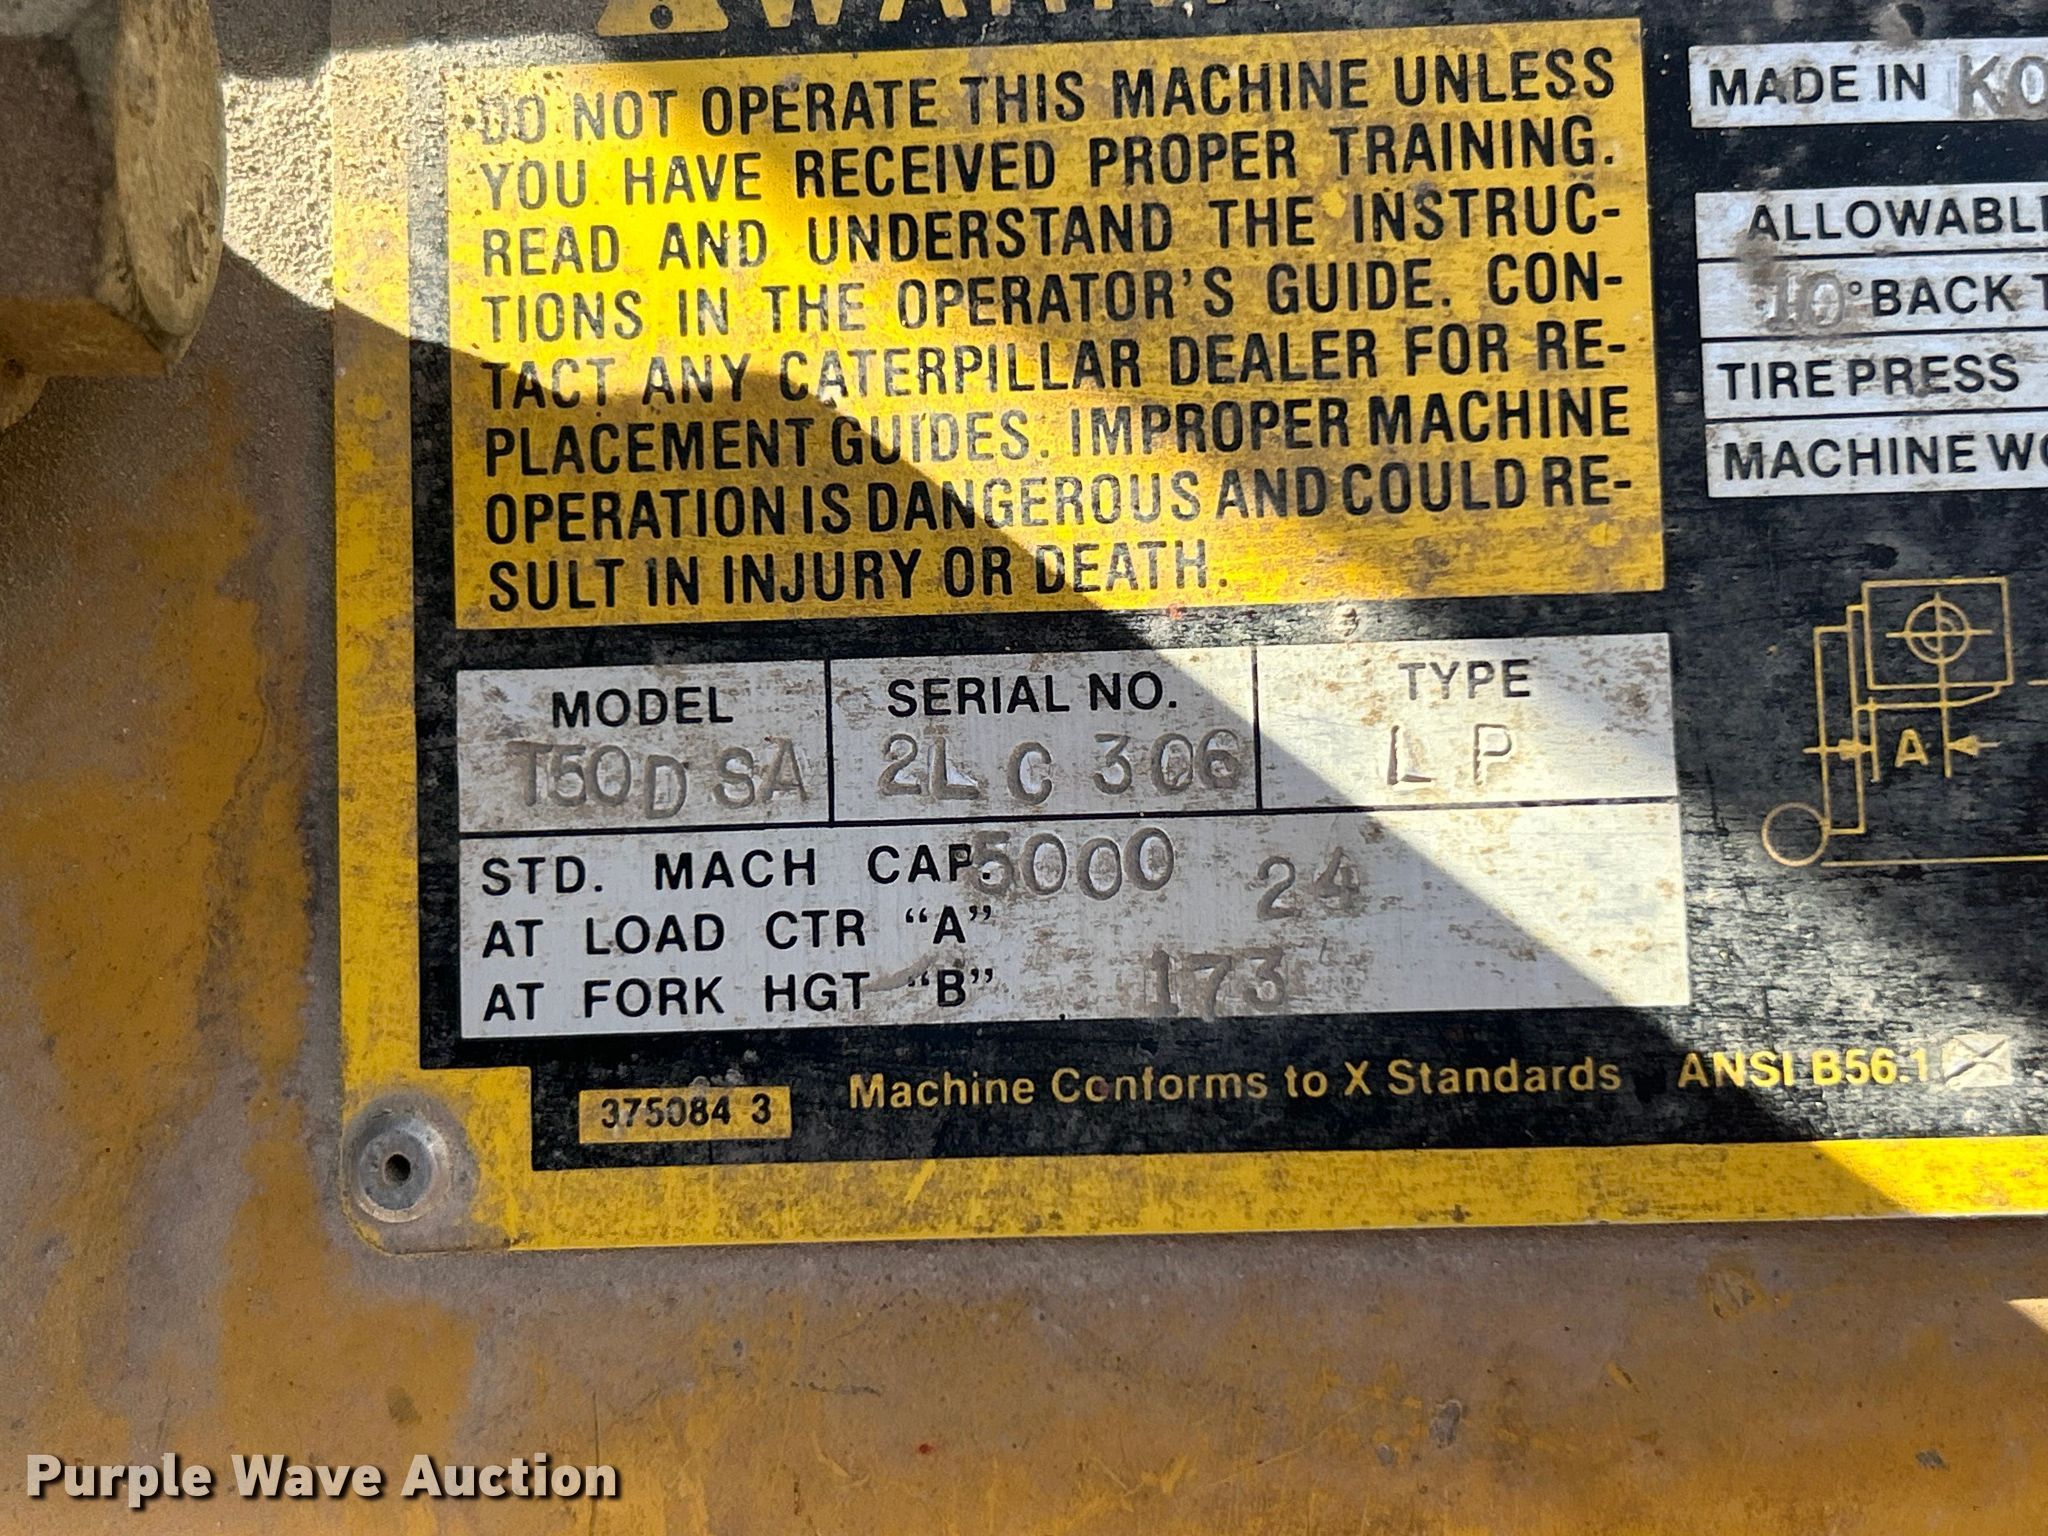 DO NOT OPERATE THIS MACHINE UNLESS
YOU HAVE RECEIVED PROPER TRAINING.
READ AND UNDERSTAND THE INSTRUC-
TIONS IN THE OPERATOR'S GUIDE. CON-
TACT ANY CATERPILLAR DEALER FOR RE-
PLACEMENT GUIDES. IMPROPER MACHINE
OPERATION IS DANGEROUS AND COULD RE-
SULT IN INJURY OR DEATH.
MADE IN KO
ALLOWABLE
10° BACK T
TIRE PRESS
MACHINE WO
MODEL SERIAL NO. TYPE
T50D SA 2LC306 LP
STD. MACH CAP. 5000 24
AT LOAD CTR “A”
AT FORK HGT “B” 173
A
375084 3
Machine Conforms to X Standards ANSI B56.1
Purple Wave Auction